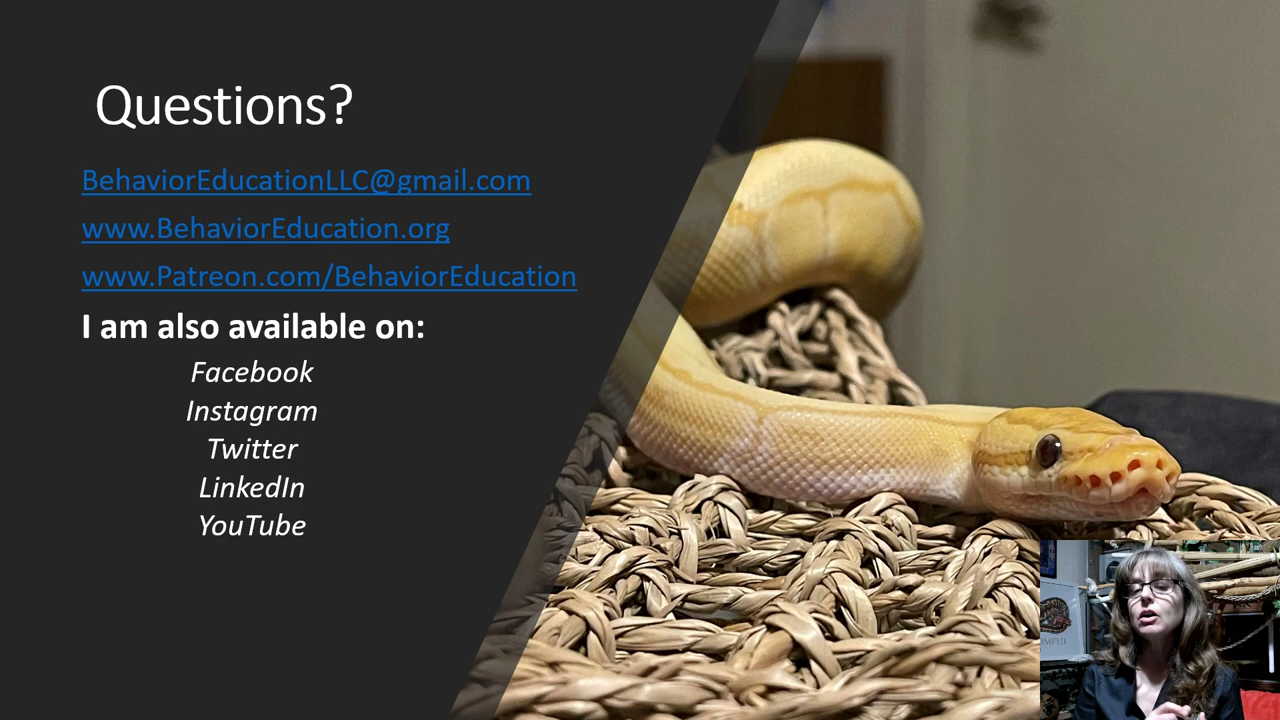 Questions?
BehaviorEducationLLC@gmail.com
www.BehaviorEducation.org
www.Patreon.com/BehaviorEducation
I am also available on:
Facebook
Instagram
Twitter
LinkedIn
YouTube